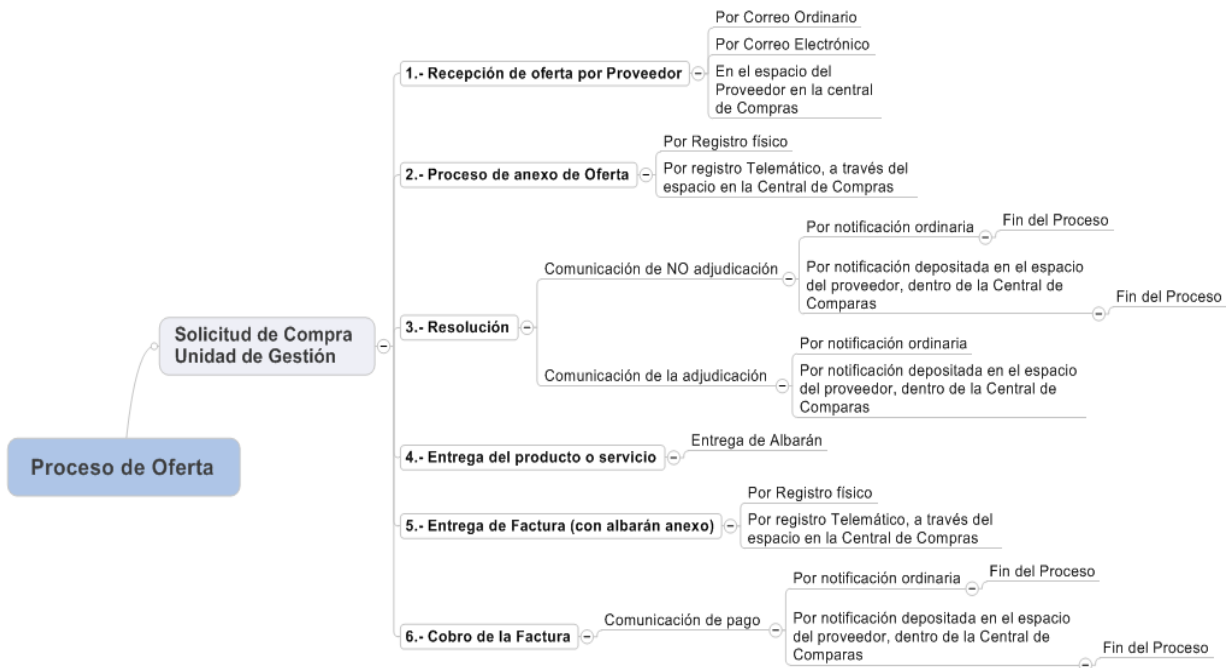 Por Correo Ordinario
Por Correo Electrónico
1.- Recepción de oferta por Proveedor
En el espacio del
Proveedor en la central
de Compras
Por Registro físico
2.- Proceso de anexo de Oferta
Por registro Telemático, a través del
espacio en la Central de Compras
Por notificación ordinaria
Fin del Proceso
Comunicación de NO adjudicación
Por notificación depositada en el espacio
del proveedor, dentro de la Central de
Comparas
Fin del Proceso
Solicitud de Compra
Unidad de Gestión
3.- Resolución
Por notificación ordinaria
Comunicación de la adjudicación
Por notificación depositada en el espacio
del proveedor, dentro de la Central de
Comparas
Proceso de Oferta
4.- Entrega del producto o servicio
Entrega de Albarán
Por Registro físico
5.- Entrega de Factura (con albarán anexo)
Por registro Telemático, a través del
espacio en la Central de Compras
Por notificación ordinaria
Fin del Proceso
6.- Cobro de la Factura
Comunicación de pago
Por notificación depositada en el espacio
del proveedor, dentro de la Central de
Comparas
Fin del Proceso